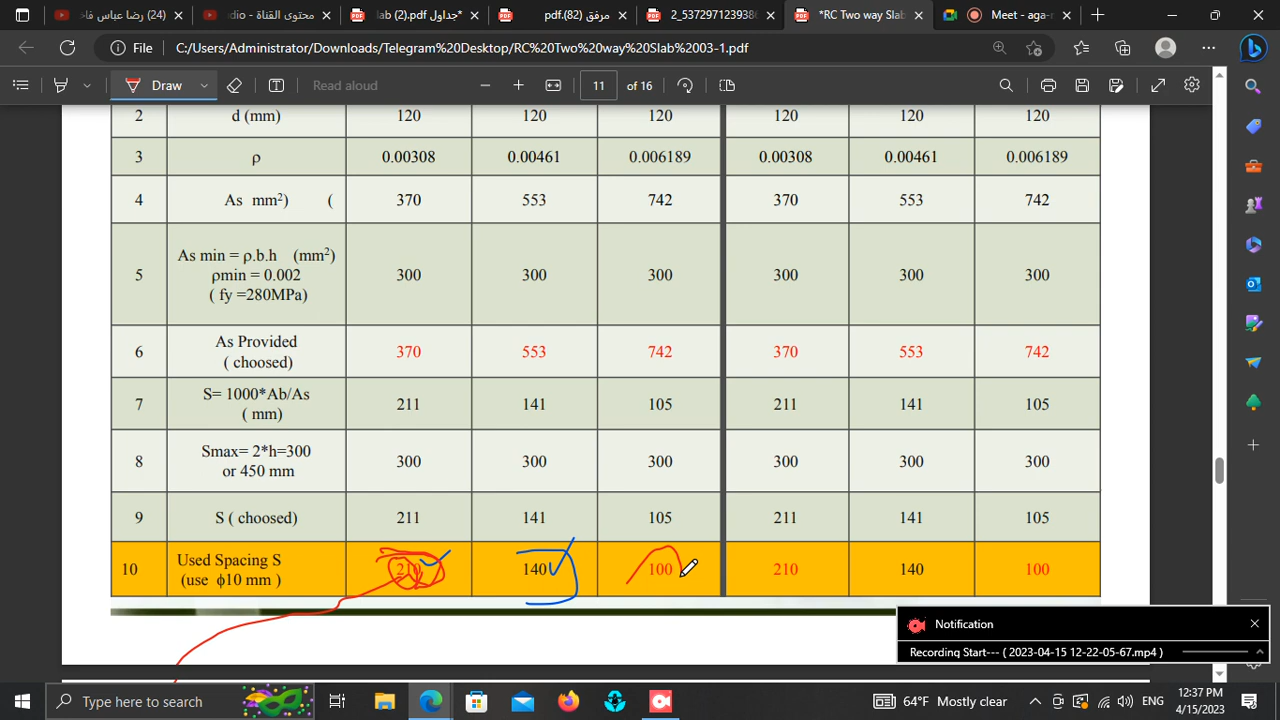 رضا عباس فاخ (24)
محتوى القناة - udio
*جداول lab (2).pdf
مرفق (82).pdf
2_5372971239380
*RC Two way Slab
Meet - aga-
File
C:/Users/Administrator/Downloads/Telegram%20Desktop/RC%20Two%20way%20Slab%2003-1.pdf
Draw
Read aloud
11 of 16
2 d (mm) 120 120 120 120 120 120
3 ρ 0.00308 0.00461 0.006189 0.00308 0.00461 0.006189
4 As mm²) ( 370 553 742 370 553 742
5 As min = ρ.b.h (mm²)
ρmin = 0.002
( fy =280MPa) 300 300 300 300 300 300
6 As Provided
( choosed) 370 553 742 370 553 742
7 S= 1000*Ab/As
( mm) 211 141 105 211 141 105
8 Smax= 2*h=300
or 450 mm 300 300 300 300 300 300
9 S ( choosed) 211 141 105 211 141 105
10 Used Spacing S
(use ϕ10 mm ) 210 140 100 210 140 100
Notification
Recording Start--- ( 2023-04-15 12-22-05-67.mp4 )
Type here to search
64°F Mostly clear
ENG
12:37 PM
4/15/2023